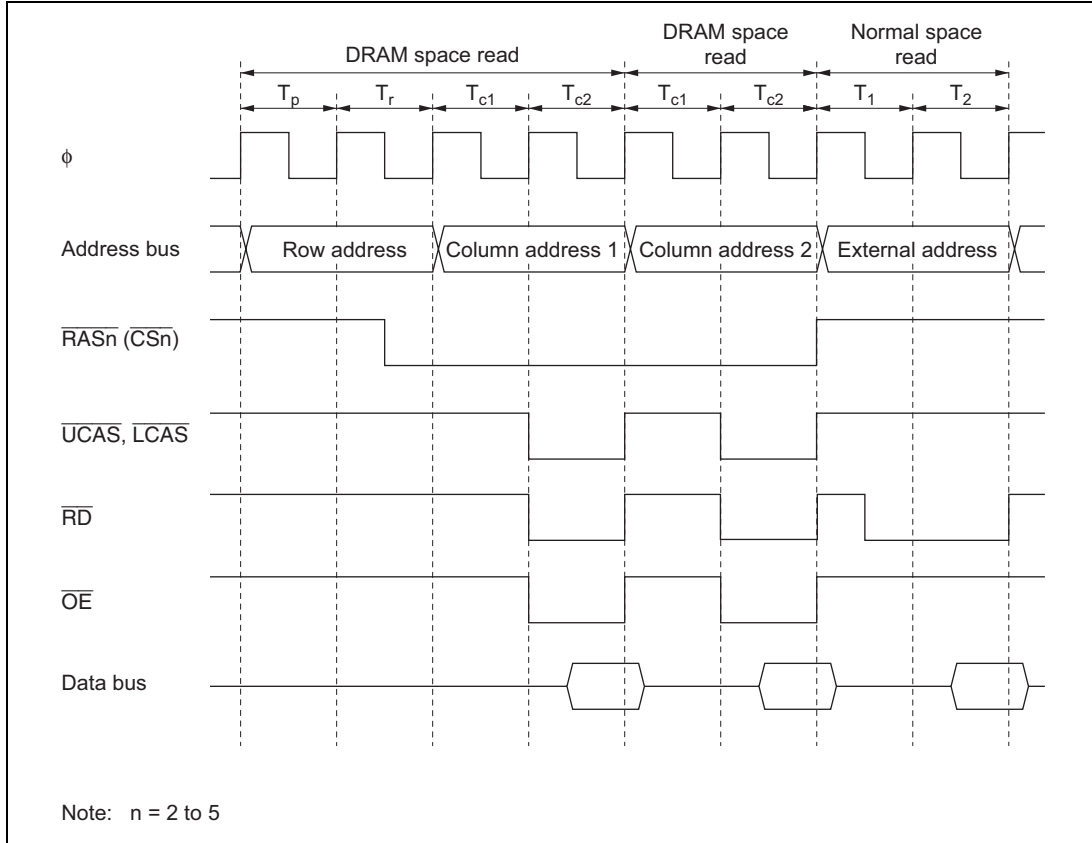 DRAM space read
DRAM space
read
Normal space
read
Tp Tr Tc1 Tc2 Tc1 Tc2 T1 T2
ϕ
Address bus
Row address
Column address 1
Column address 2
External address
RASn (CSn)
UCAS, LCAS
RD
OE
Data bus
Note: n = 2 to 5